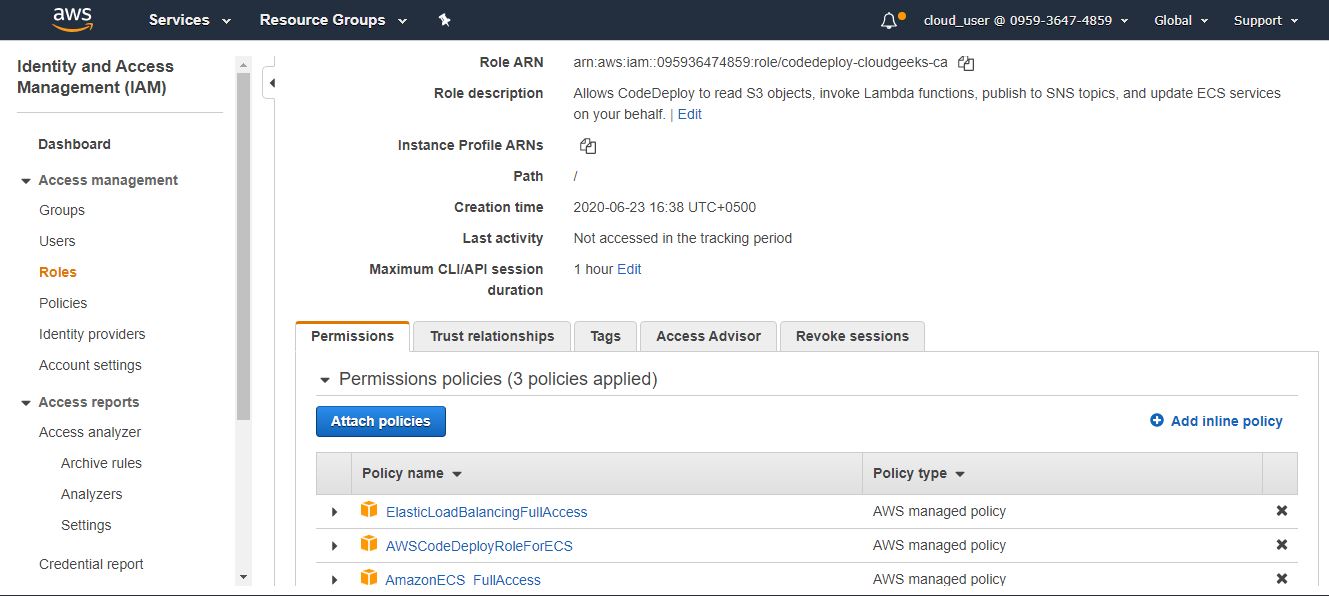 aws Services Resource Groups cloud_user @ 0959-3647-4859 Global Support
Identity and Access
Management (IAM)
Dashboard
Access management
Groups
Users
Roles
Policies
Identity providers
Account settings
Access reports
Access analyzer
Archive rules
Analyzers
Settings
Credential report
Role ARN arn:aws:iam::095936474859:role/codedeploy-cloudgeeks-ca
Role description Allows CodeDeploy to read S3 objects, invoke Lambda functions, publish to SNS topics, and update ECS services
on your behalf. | Edit
Instance Profile ARNs
Path /
Creation time 2020-06-23 16:38 UTC+0500
Last activity Not accessed in the tracking period
Maximum CLI/API session 1 hour Edit
duration
Permissions Trust relationships Tags Access Advisor Revoke sessions
Permissions policies (3 policies applied)
Attach policies Add inline policy
Policy name Policy type
ElasticLoadBalancingFullAccess AWS managed policy
AWSCodeDeployRoleForECS AWS managed policy
AmazonECS_FullAccess AWS managed policy